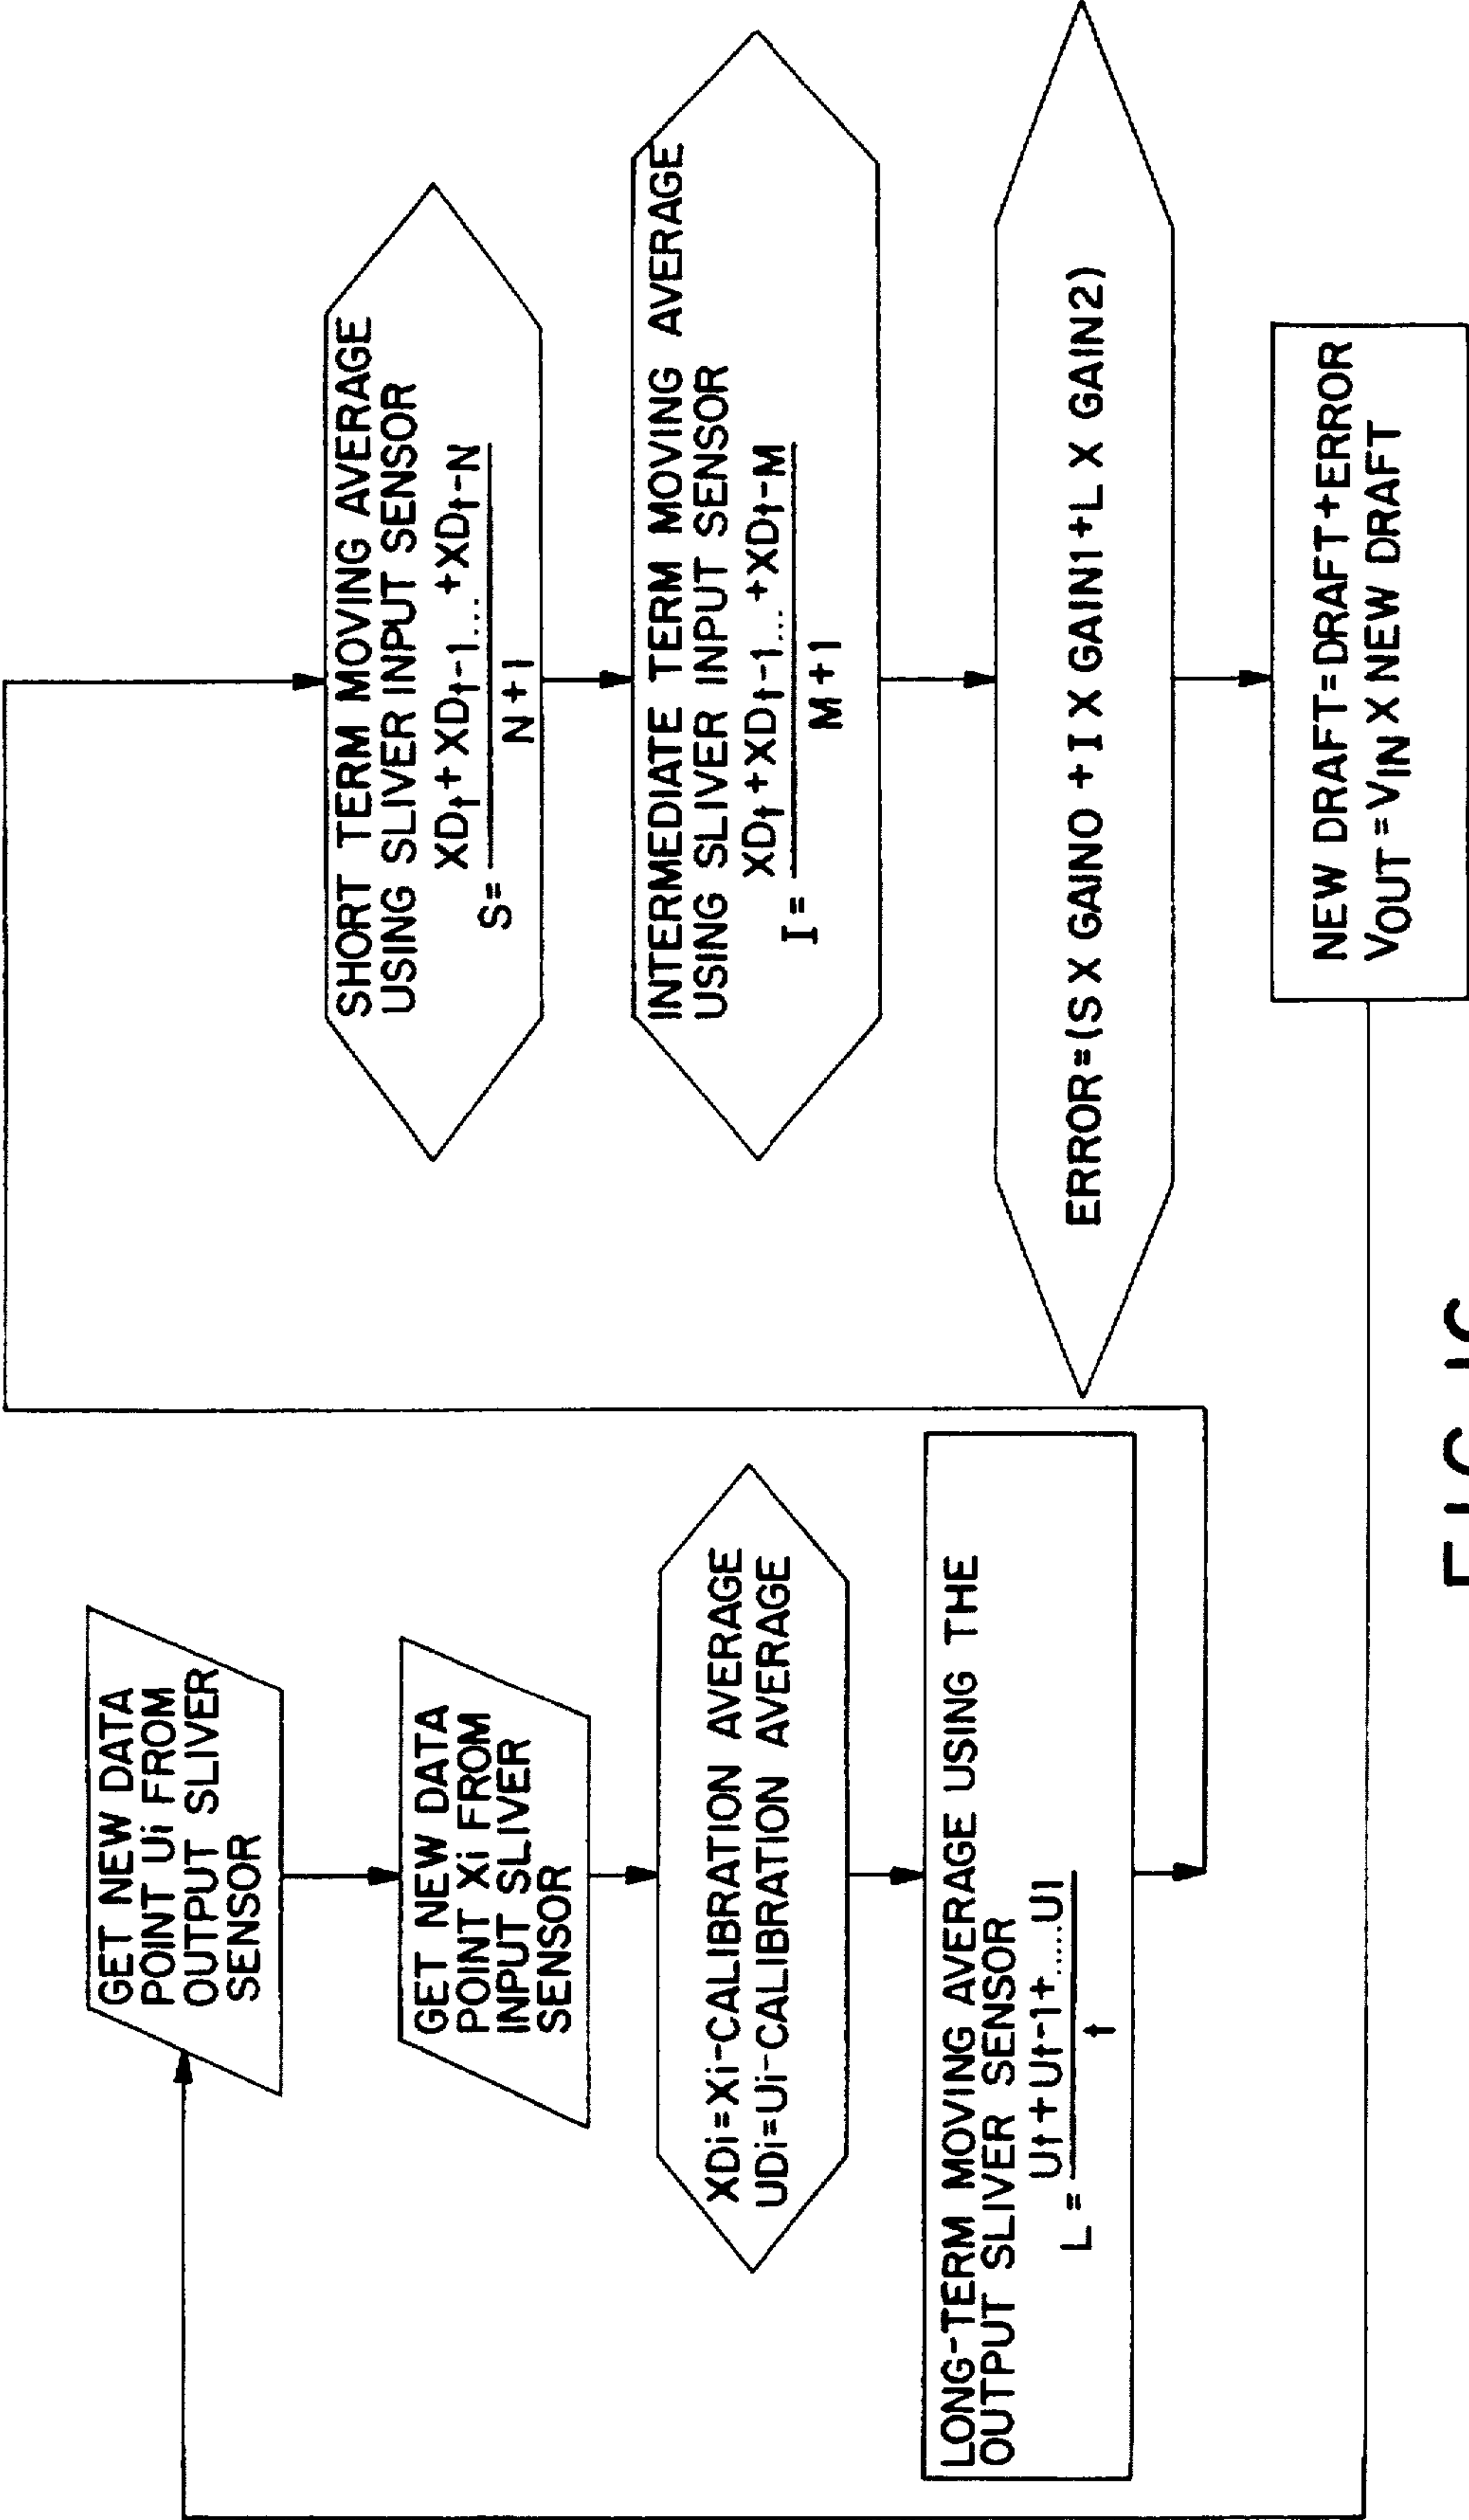 GET NEW DATA
POINT Ui FROM
OUTPUT SLIVER
SENSOR
GET NEW DATA
POINT Xi FROM
INPUT SLIVER
SENSOR
XDi=Xi-CALIBRATION AVERAGE
UDi=Ui-CALIBRATION AVERAGE
LONG-TERM MOVING AVERAGE USING THE
OUTPUT SLIVER SENSOR
L = Ut+Ut-1+.....U1
t
SHORT TERM MOVING AVERAGE
USING SLIVER INPUT SENSOR
XDt+XDt-1....+XDt-N
S=
N+1
INTERMEDIATE TERM MOVING AVERAGE
USING SLIVER INPUT SENSOR
XDt+XDt-1...+XDt-M
I=
M+1
ERROR=(S X GAINO + I X GAIN1+L X GAIN2)
NEW DRAFT=DRAFT+ERROR
VOUT=VIN X NEW DRAFT